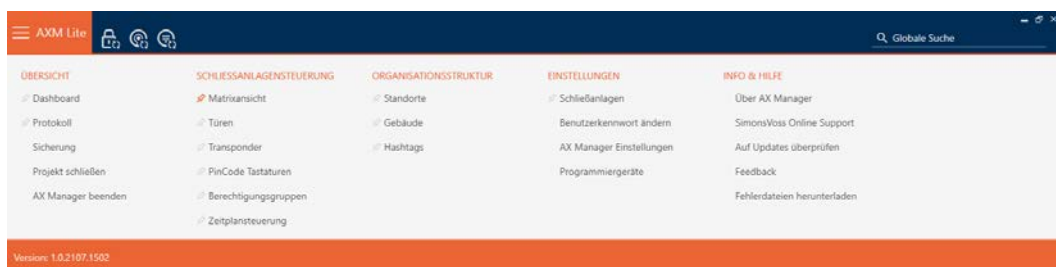 AXM Lite
Globale Suche
ÜBERSICHT
Dashboard
Protokoll
Sicherung
Projekt schließen
AX Manager beenden
SCHLIESSANLAGENSTEUERUNG
Matrixansicht
Türen
Transponder
PinCode Tastaturen
Berechtigungsgruppen
Zeitplansteuerung
ORGANISATIONSSTRUKTUR
Standorte
Gebäude
Hashtags
EINSTELLUNGEN
Schließanlagen
Benutzerkennwort ändern
AX Manager Einstellungen
Programmiergeräte
INFO & HILFE
Über AX Manager
SimonsVoss Online Support
Auf Updates überprüfen
Feedback
Fehlerdateien herunterladen
Version: 1.0.2107.1502